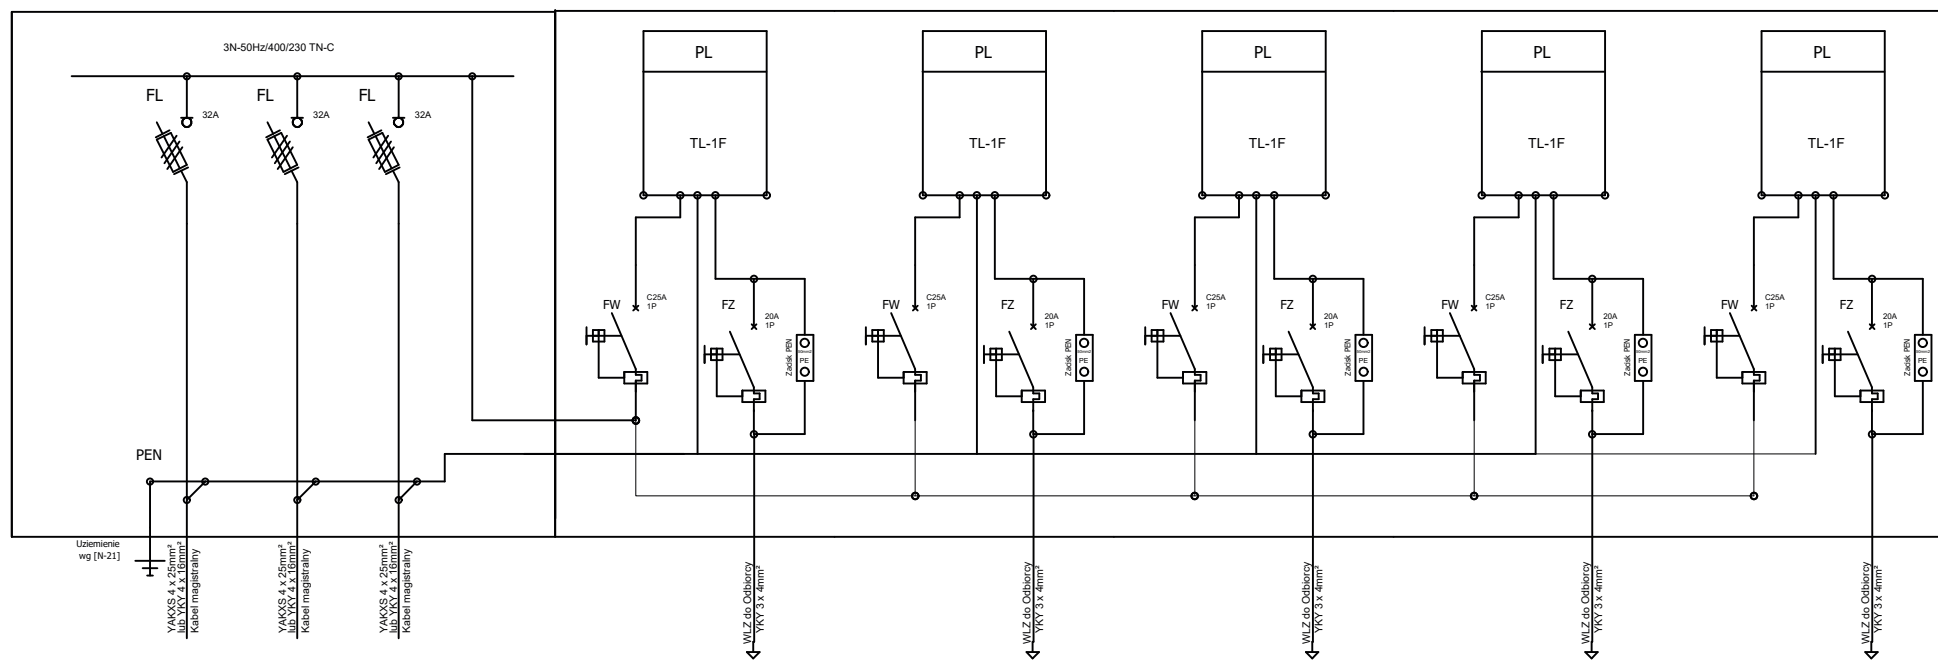 3N-50Hz/400/230 TN-C
FL
32A
FL
32A
FL
32A
PEN
Uziemienie
wg [N-21]
YAKXS 4 x 25mm²
lub YKY 4 x 16mm²
Kabel magistralny
YAKXS 4 x 25mm²
lub YKY 4 x 16mm²
Kabel magistralny
YAKXS 4 x 25mm²
lub YKY 4 x 16mm²
Kabel magistralny
PL
TL-1F
FW
C25A
1P
FZ
20A
1P
Zacisk PEN
PE
WLZ do Odbiorcy
YKY 3 x 4mm²
PL
TL-1F
FW
C25A
1P
FZ
20A
1P
Zacisk PEN
PE
WLZ do Odbiorcy
YKY 3 x 4mm²
PL
TL-1F
FW
C25A
1P
FZ
20A
1P
Zacisk PEN
PE
WLZ do Odbiorcy
YKY 3 x 4mm²
PL
TL-1F
FW
C25A
1P
FZ
20A
1P
Zacisk PEN
PE
WLZ do Odbiorcy
YKY 3 x 4mm²
PL
TL-1F
FW
C25A
1P
FZ
20A
1P
Zacisk PEN
PE
WLZ do Odbiorcy
YKY 3 x 4mm²